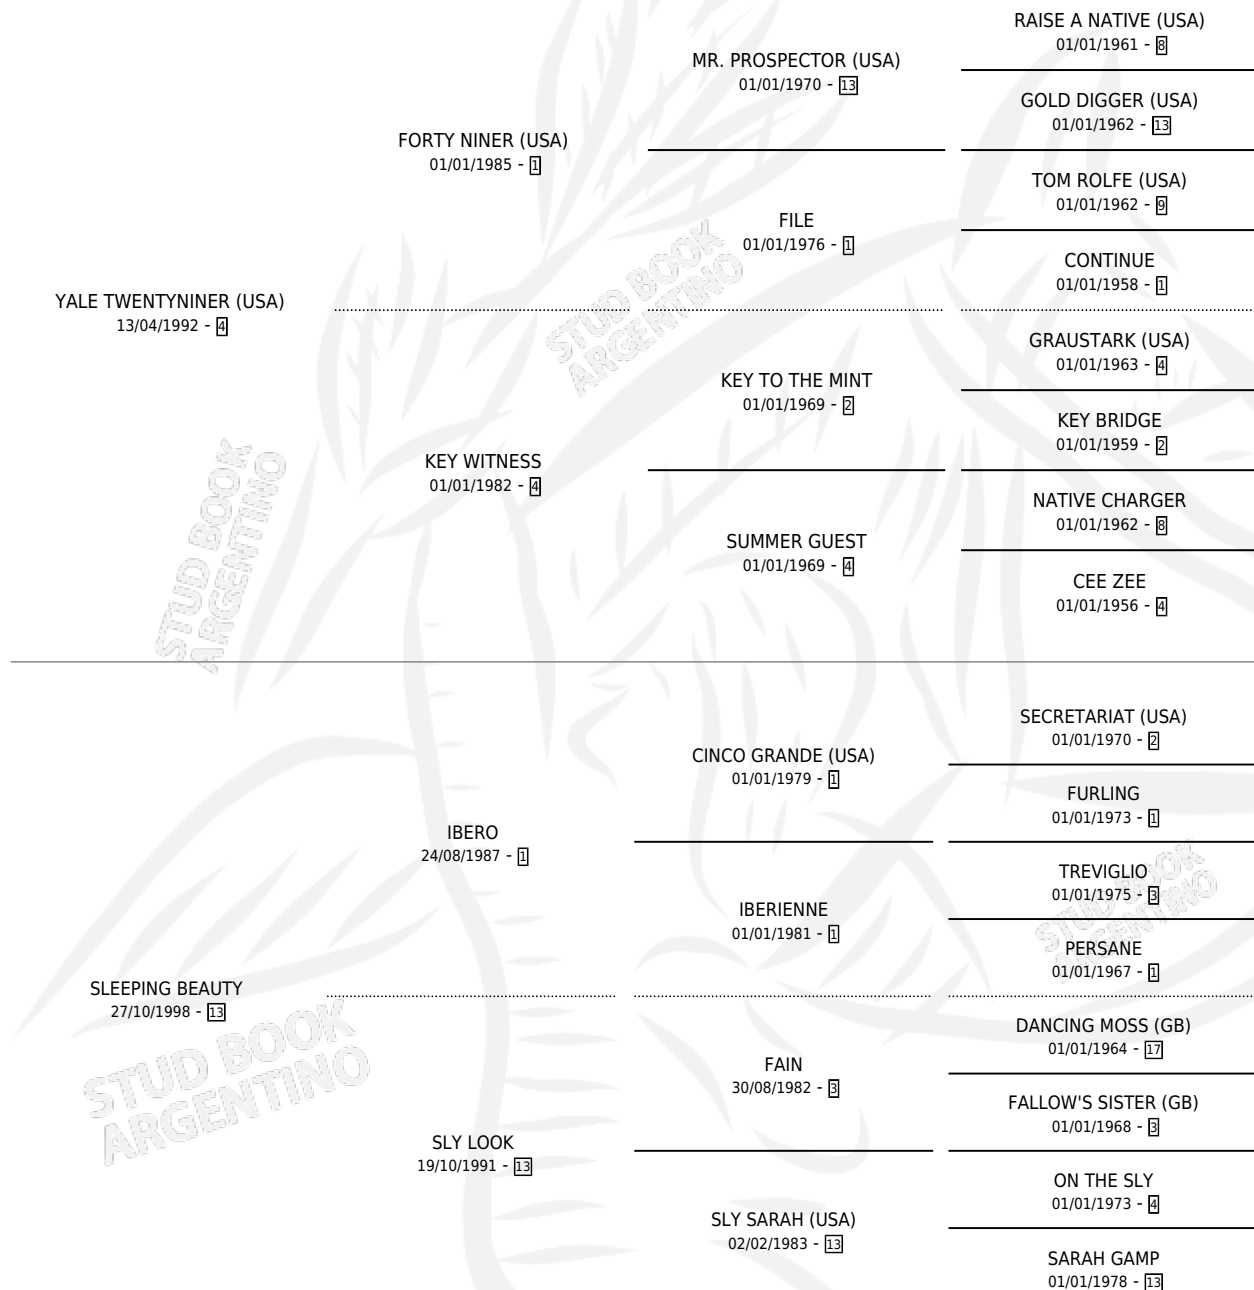 RAISE A NATIVE (USA)
01/01/1961 - 8
MR. PROSPECTOR (USA)
01/01/1970 - 13
GOLD DIGGER (USA)
01/01/1962 - 13
FORTY NINER (USA)
01/01/1985 - 1
TOM ROLFE (USA)
01/01/1962 - 9
FILE
01/01/1976 - 1
CONTINUE
01/01/1958 - 1
YALE TWENTYNINER (USA)
13/04/1992 - 4
GRAUSTARK (USA)
01/01/1963 - 4
KEY TO THE MINT
01/01/1969 - 2
KEY BRIDGE
01/01/1959 - 2
KEY WITNESS
01/01/1982 - 4
NATIVE CHARGER
01/01/1962 - 8
SUMMER GUEST
01/01/1969 - 4
CEE ZEE
01/01/1956 - 4
SECRETARIAT (USA)
01/01/1970 - 2
CINCO GRANDE (USA)
01/01/1979 - 1
FURLING
01/01/1973 - 1
IBERO
24/08/1987 - 1
TREVIGLIO
01/01/1975 - 3
IBERIENNE
01/01/1981 - 1
PERSANE
01/01/1967 - 1
SLEEPING BEAUTY
27/10/1998 - 13
DANCING MOSS (GB)
01/01/1964 - 17
FAIN
30/08/1982 - 3
FALLOW'S SISTER (GB)
01/01/1968 - 3
SLY LOOK
19/10/1991 - 13
ON THE SLY
01/01/1973 - 4
SLY SARAH (USA)
02/02/1983 - 13
SARAH GAMP
01/01/1978 - 13
STUD BOOK
ARGENTINO
STUD BOOK
ARGENTINO
STUD BOOK
ARGENTINO
STUD BOOK
ARGENTINO